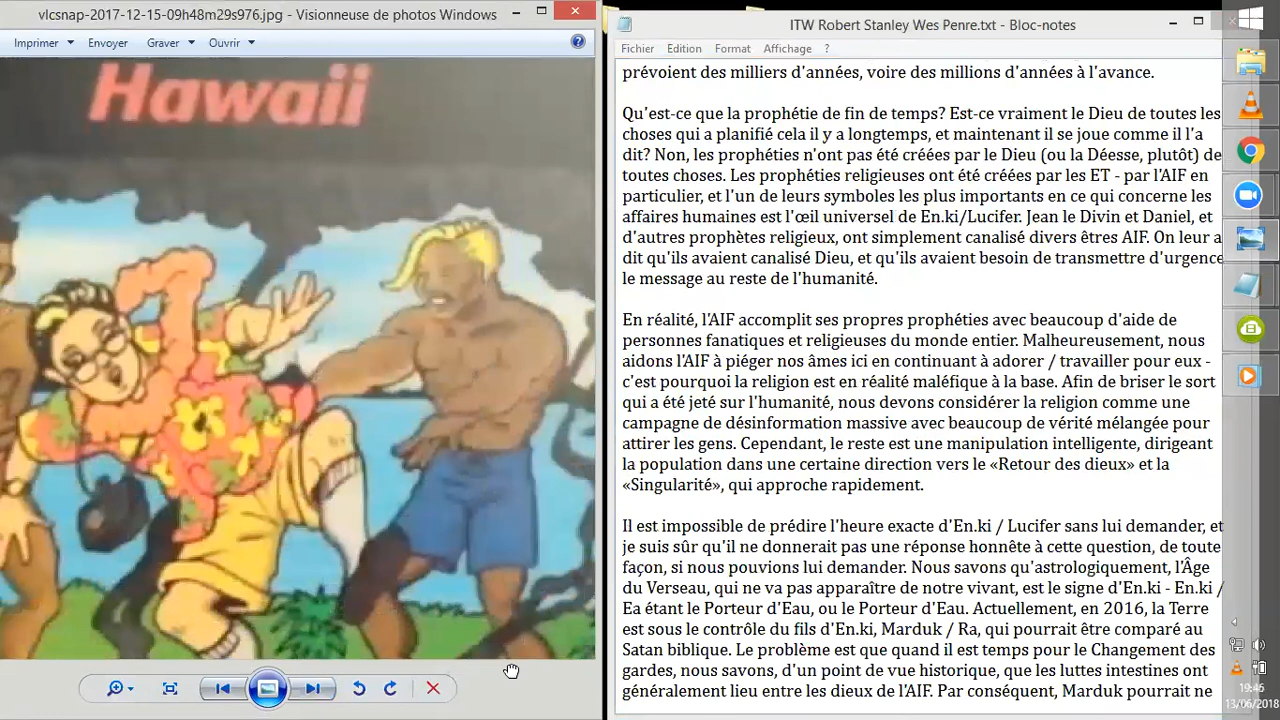 vlcsnap-2017-12-15-09h48m29s976.jpg - Visionneuse de photos Windows
Imprimer
Envoyer
Graver
Ouvrir
Hawaii
ITW Robert Stanley Wes Penre.txt - Bloc-notes
Fichier
Edition
Format
Affichage
?
prévoient des milliers d'années, voire des millions d'années à l'avance.
Qu'est-ce que la prophétie de fin de temps? Est-ce vraiment le Dieu de toutes les
choses qui a planifié cela il y a longtemps, et maintenant il se joue comme il l'a
dit? Non, les prophéties n'ont pas été créées par le Dieu (ou la Déesse, plutôt) de
toutes choses. Les prophéties religieuses ont été créées par les ET - par l'AIF en
particulier, et l'un de leurs symboles les plus importants en ce qui concerne les
affaires humaines est l'œil universel de En.ki/Lucifer. Jean le Divin et Daniel, et
d'autres prophètes religieux, ont simplement canalisé divers êtres AIF. On leur a
dit qu'ils avaient canalisé Dieu, et qu'ils avaient besoin de transmettre d'urgence
le message au reste de l'humanité.
En réalité, l'AIF accomplit ses propres prophéties avec beaucoup d'aide de
personnes fanatiques et religieuses du monde entier. Malheureusement, nous
aidons l'AIF à piéger nos âmes ici en continuant à adorer / travailler pour eux -
c'est pourquoi la religion est en réalité maléfique à la base. Afin de briser le sort
qui a été jeté sur l'humanité, nous devons considérer la religion comme une
campagne de désinformation massive avec beaucoup de vérité mélangée pour
attirer les gens. Cependant, le reste est une manipulation intelligente, dirigeant
la population dans une certaine direction vers le «Retour des dieux» et la
«Singularité», qui approche rapidement.
Il est impossible de prédire l'heure exacte d'En.ki / Lucifer sans lui demander, et
je suis sûr qu'il ne donnerait pas une réponse honnête à cette question, de toute
façon, si nous pouvions lui demander. Nous savons qu'astrologiquement, l'Âge
du Verseau, qui ne va pas apparaître de notre vivant, est le signe d'En.ki - En.ki /
Ea étant le Porteur d'Eau, ou le Porteur d'Eau. Actuellement, en 2016, la Terre
est sous le contrôle du fils d'En.ki, Marduk / Ra, qui pourrait être comparé au
Satan biblique. Le problème est que quand il est temps pour le Changement des
gardes, nous savons, d'un point de vue historique, que les luttes intestines ont
généralement lieu entre les dieux de l'AIF. Par conséquent, Marduk pourrait ne
19:46
13/06/2018